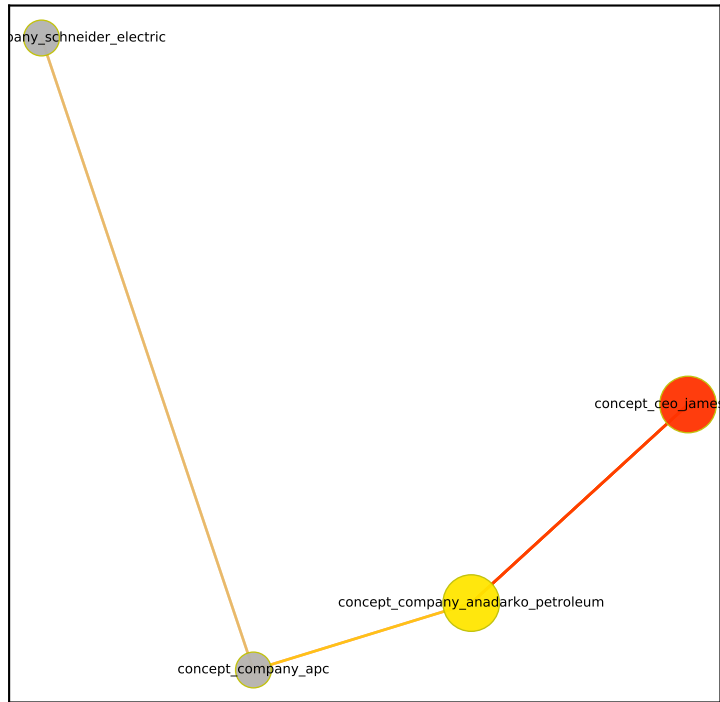 pany_schneider_electric
concept_ceo_james
concept_company_anadarko_petroleum
concept_company_apc